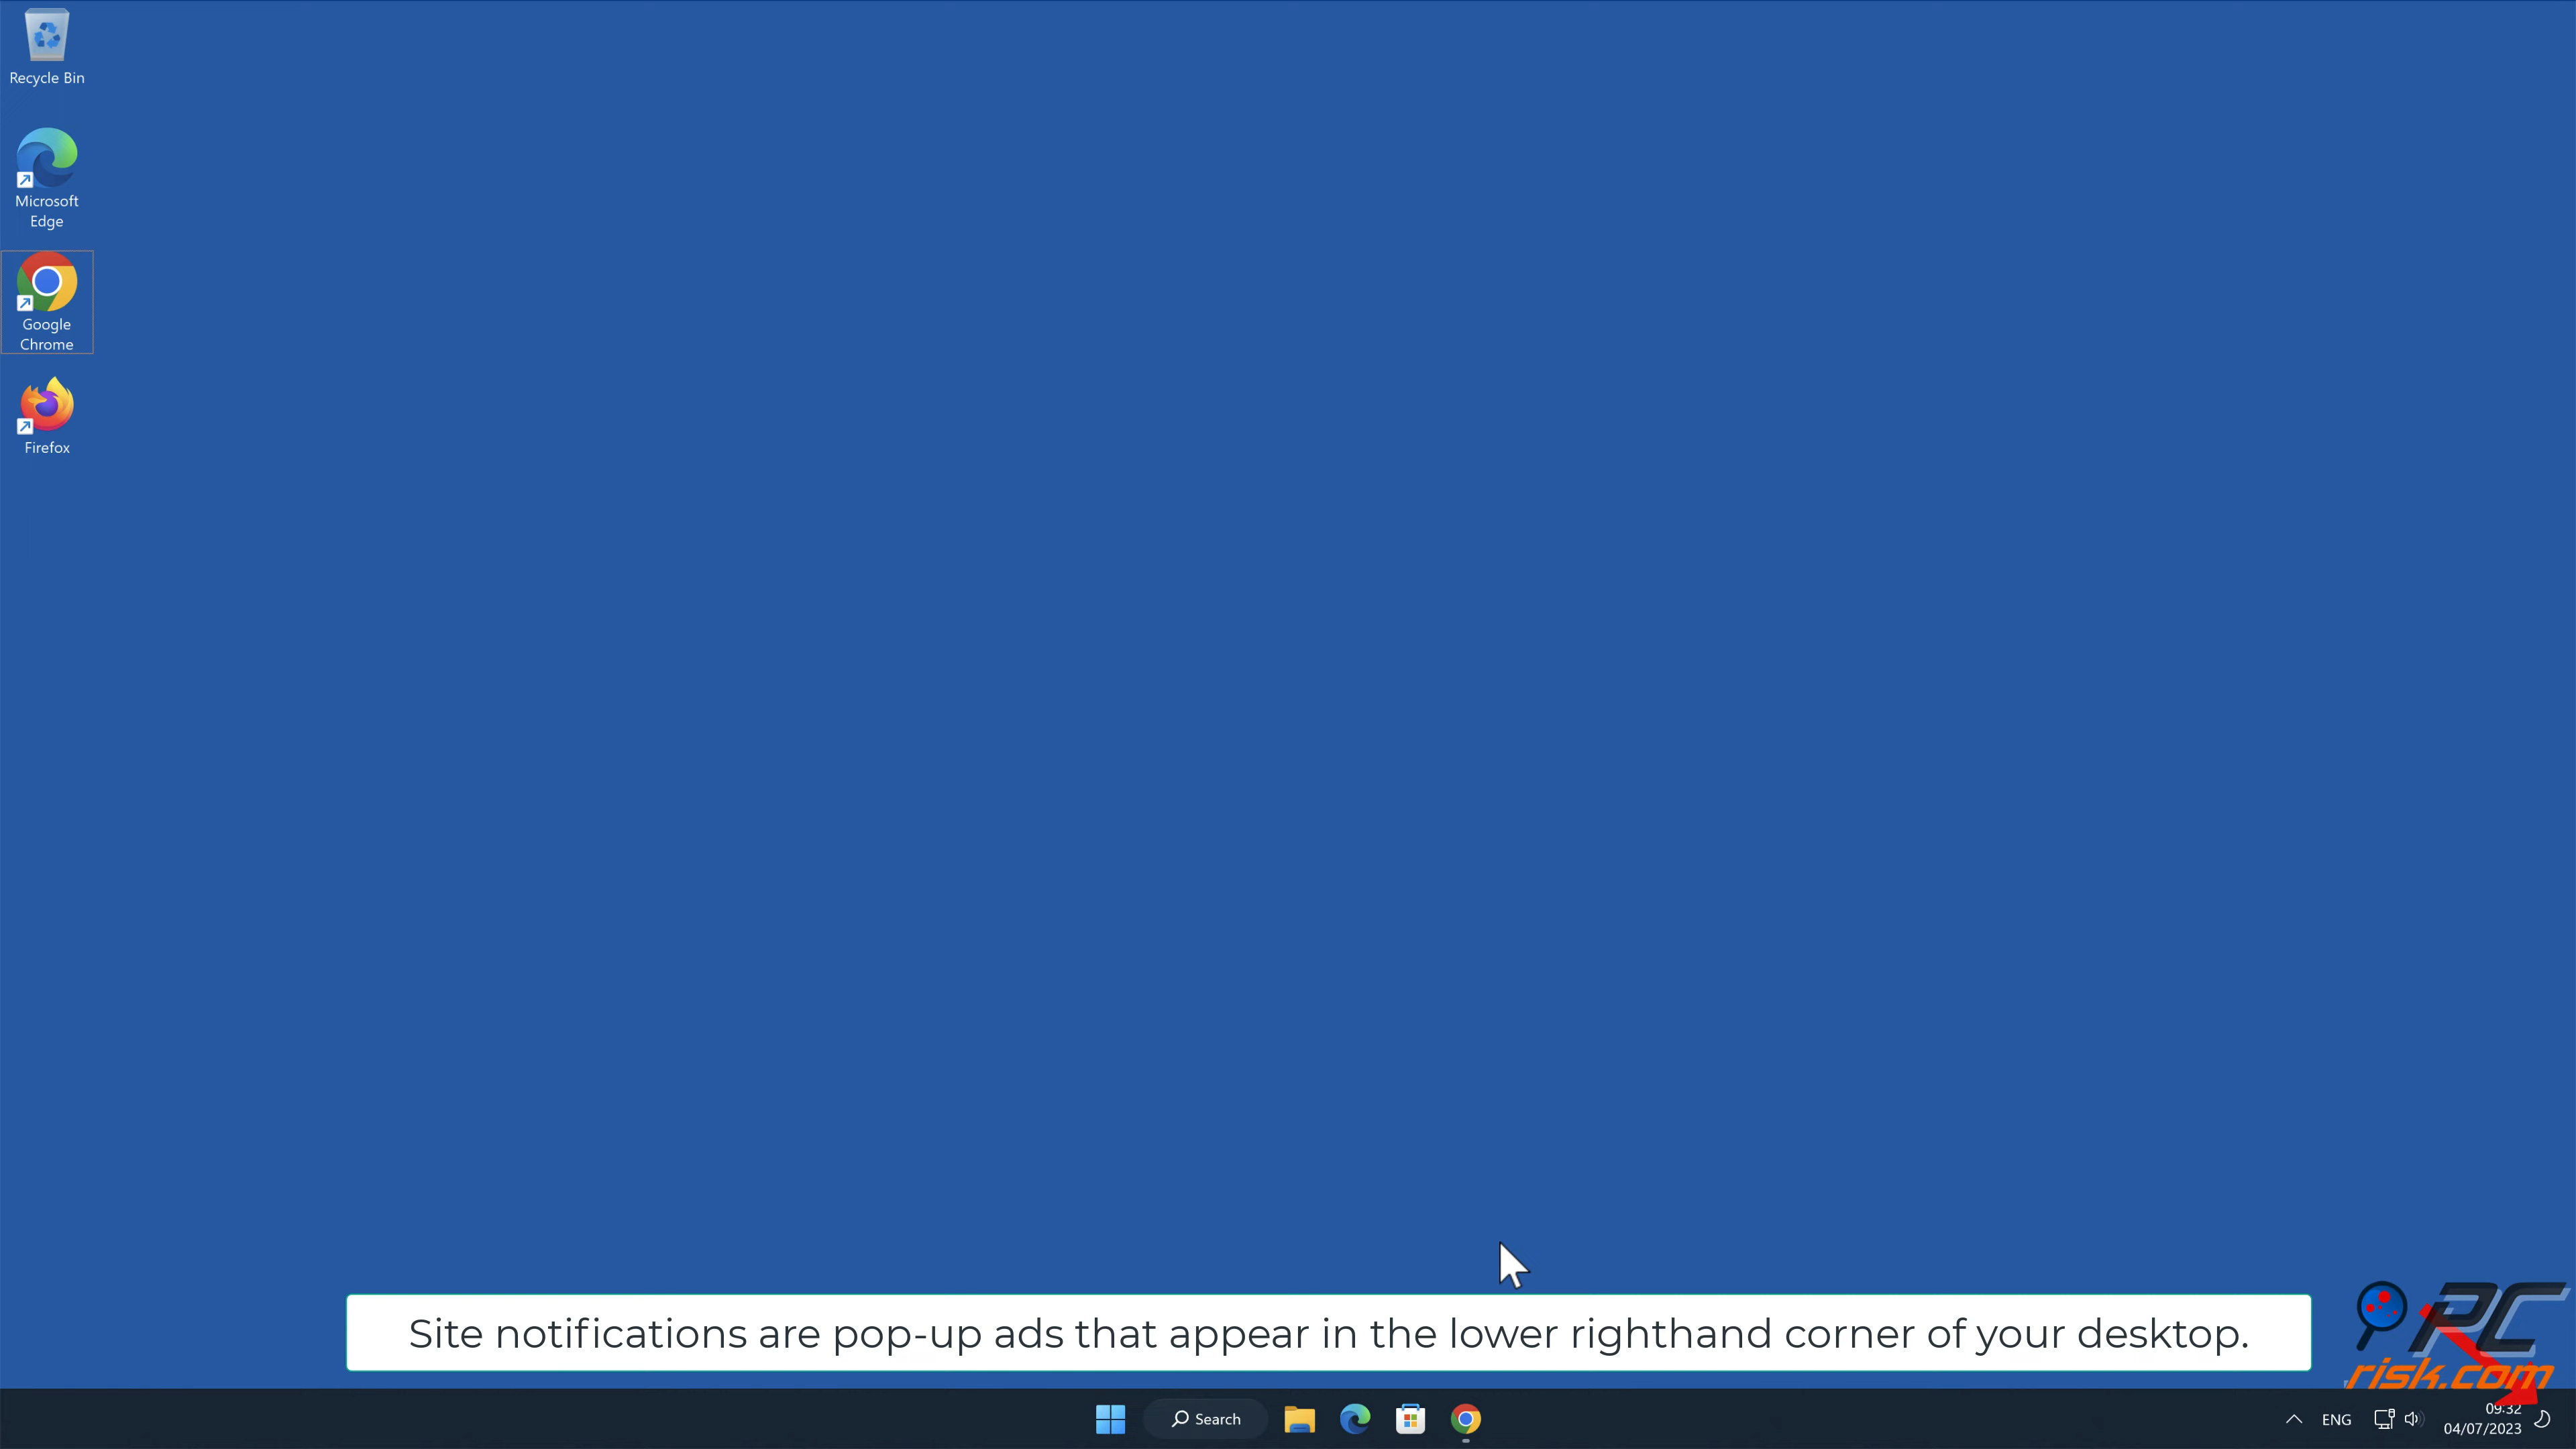 Recycle Bin
Microsoft
Edge
Google
Chrome
Firefox
Site notifications are pop-up ads that appear in the lower righthand corner of your desktop.
PC
risk.com
Search
ENG
09:32
04/07/2023